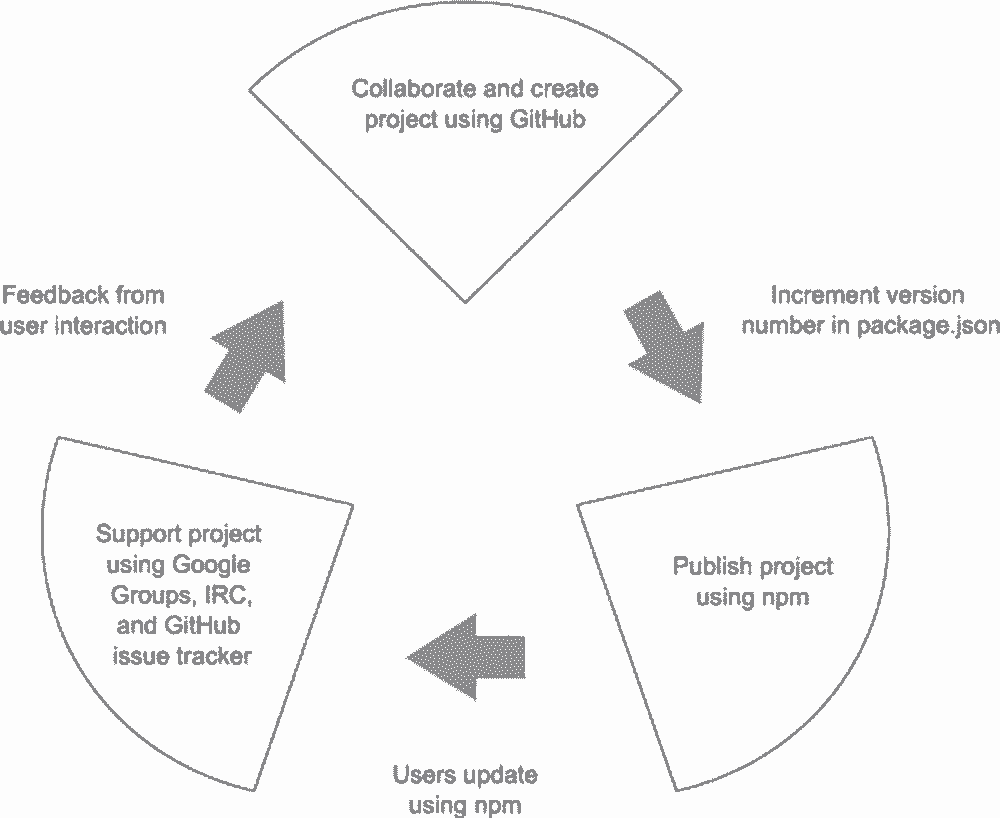 Collaborate and create
project using GitHub
Feedback from
user interaction
Increment version
number in package.json
Support project
using Google
Groups, IRC,
and GitHub
issue tracker
Publish project
using npm
Users update
using npm